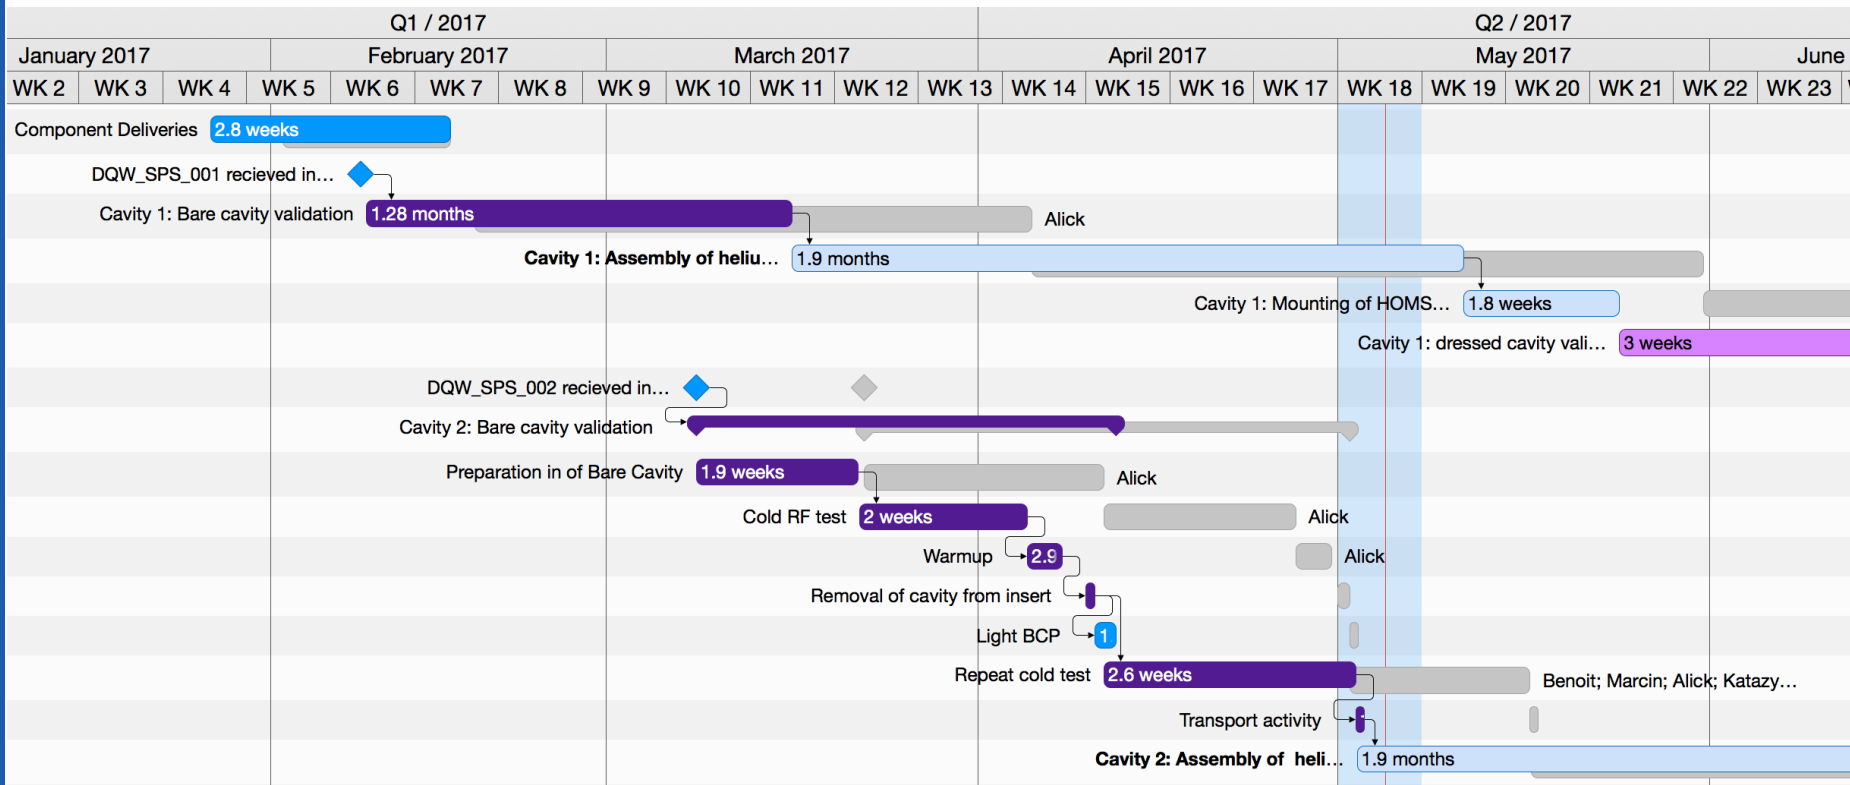 Q1 / 2017 Q2 / 2017
January 2017 February 2017 March 2017 April 2017 May 2017 June
WK 2 WK 3 WK 4 WK 5 WK 6 WK 7 WK 8 WK 9 WK 10 WK 11 WK 12 WK 13 WK 14 WK 15 WK 16 WK 17 WK 18 WK 19 WK 20 WK 21 WK 22 WK 23
Component Deliveries 2.8 weeks
DQW_SPS_001 recieved in…
Cavity 1: Bare cavity validation 1.28 months Alick
Cavity 1: Assembly of heliu… 1.9 months
Cavity 1: Mounting of HOMS… 1.8 weeks
Cavity 1: dressed cavity vali… 3 weeks
DQW_SPS_002 recieved in…
Cavity 2: Bare cavity validation
Preparation in of Bare Cavity 1.9 weeks Alick
Cold RF test 2 weeks Alick
Warmup 2.9 Alick
Removal of cavity from insert
Light BCP 1
Repeat cold test 2.6 weeks Benoit; Marcin; Alick; Katazy…
Transport activity
Cavity 2: Assembly of heli… 1.9 months